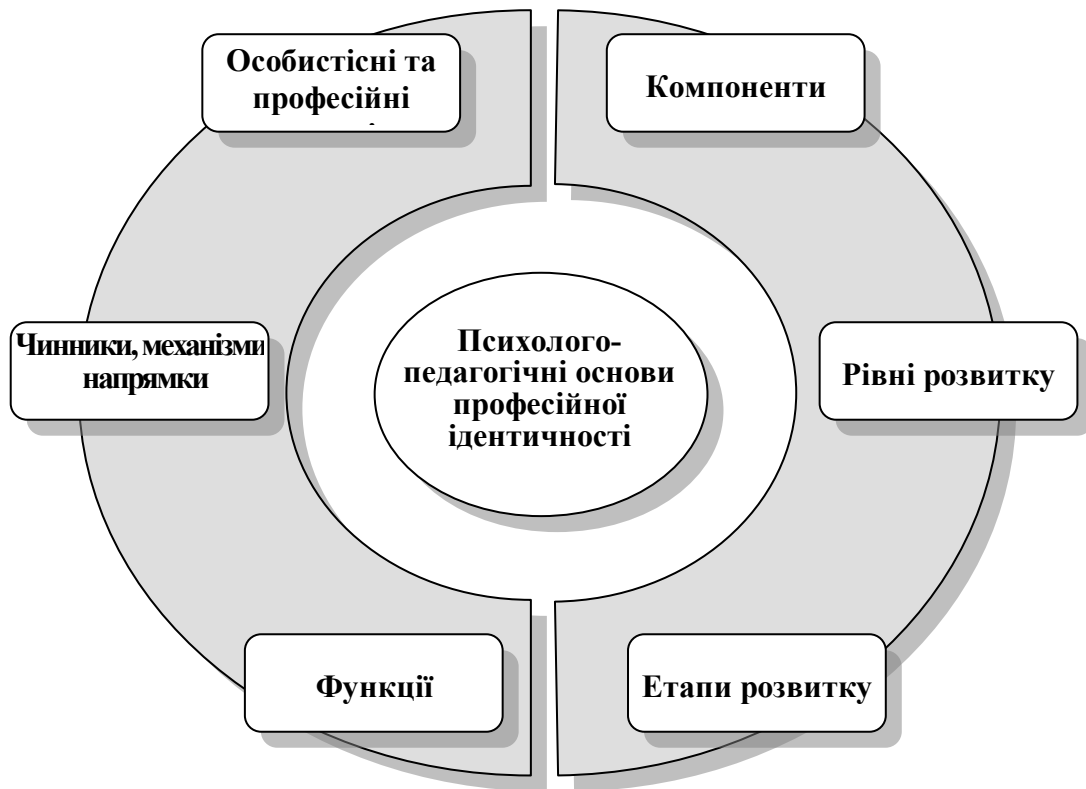 Особистісні та
професійні
Компоненти
Психолого-
педагогічні основи
професійної
ідентичності
Чинники, механізми
напрямки
Рівні розвитку
Функції
Етапи розвитку